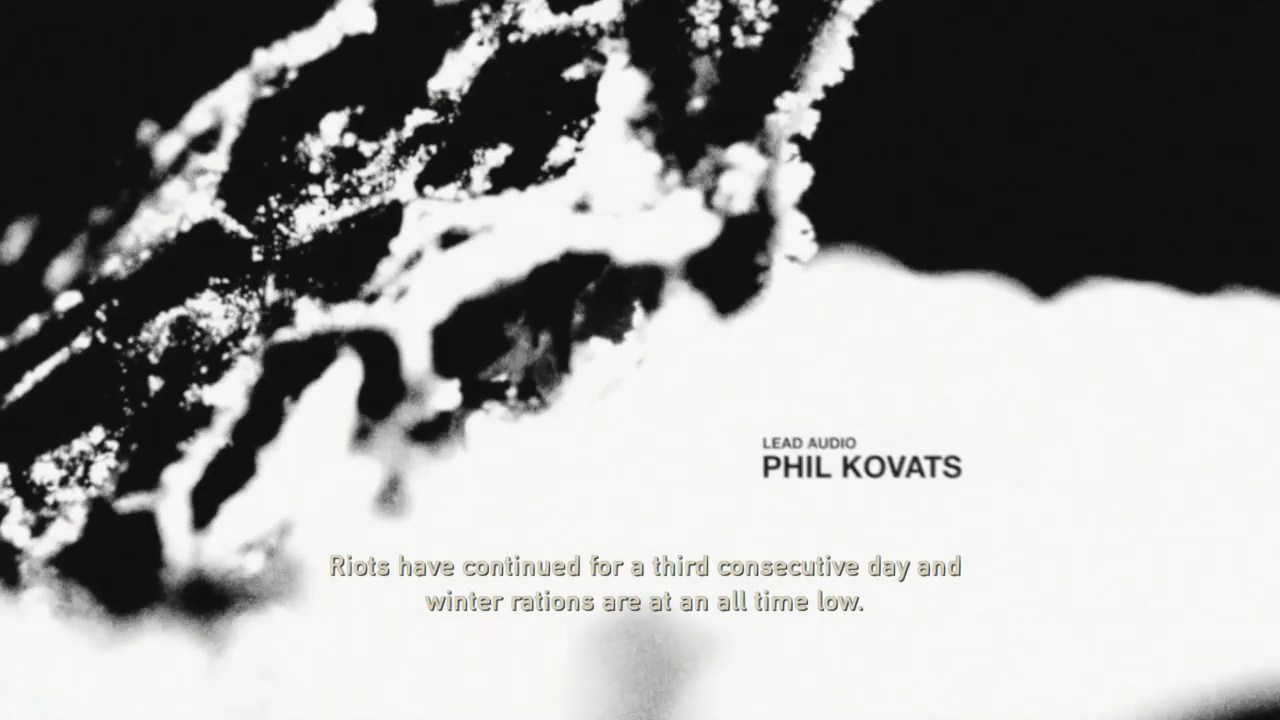 LEAD AUDIO
PHIL KOVATS
Riots have continued for a third consecutive day and
winter rations are at an all time low.